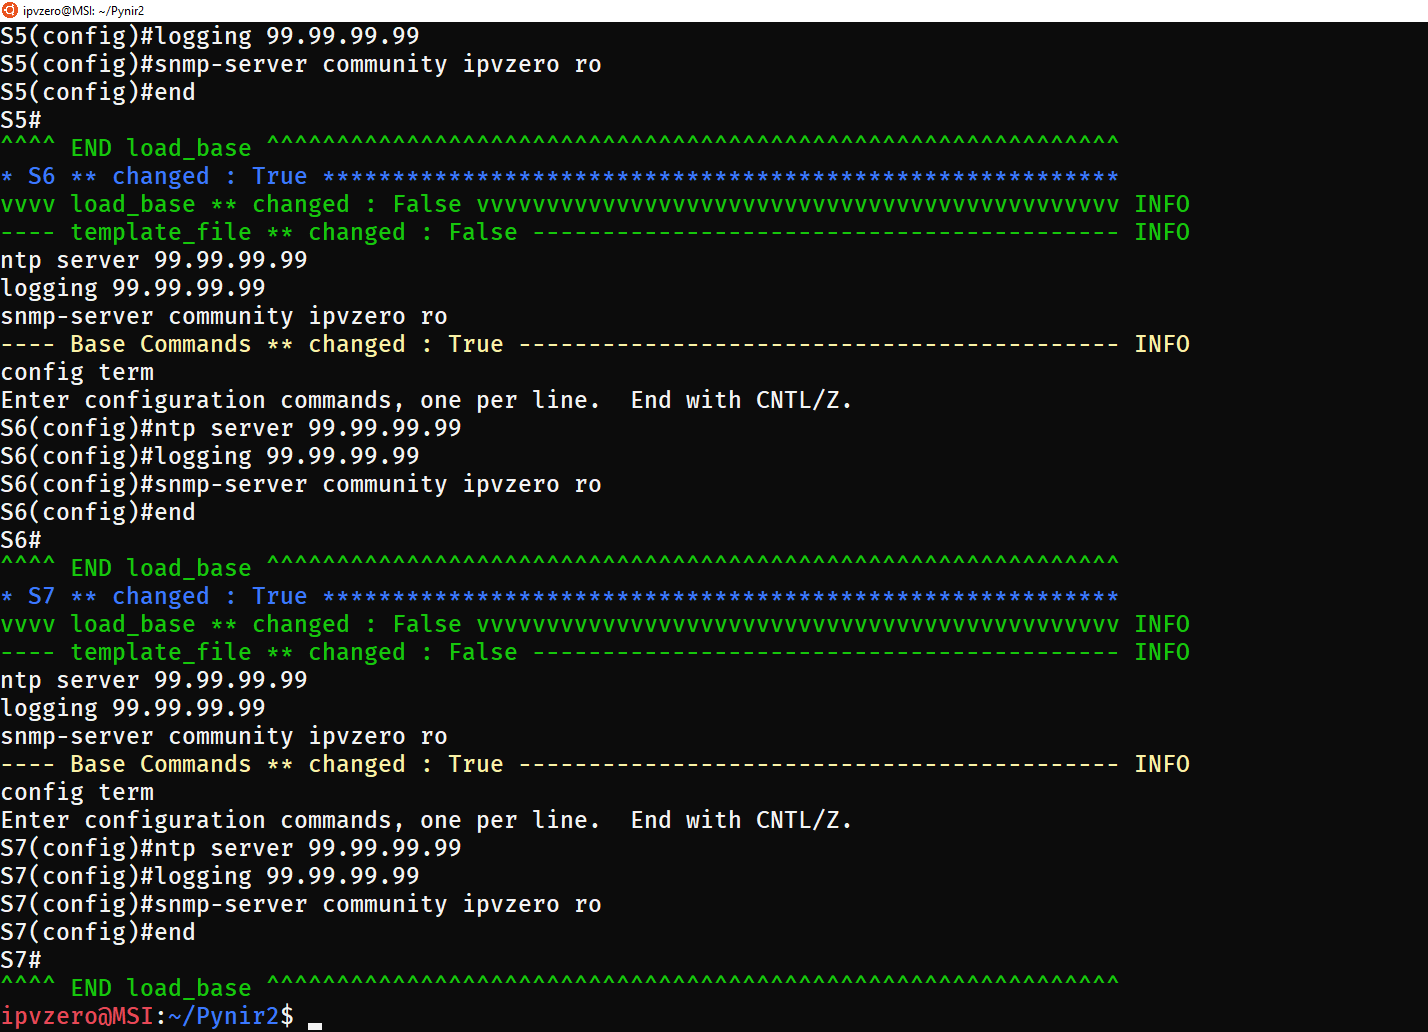 ipvzero@MSI: ~/Pynir2
S5(config)#logging 99.99.99.99
S5(config)#snmp-server community ipvzero ro
S5(config)#end
S5#
^^^^ END load_base ^^^^^^^^^^^^^^^^^^^^^^^^^^^^^^^^^^^^^^^^^^^^^^^^^^^^^^^^^^^^^
* S6 ** changed : True *********************************************************
vvvv load_base ** changed : False vvvvvvvvvvvvvvvvvvvvvvvvvvvvvvvvvvvvvvvvvvvvvv INFO
---- template_file ** changed : False ------------------------------------------ INFO
ntp server 99.99.99.99
logging 99.99.99.99
snmp-server community ipvzero ro
---- Base Commands ** changed : True ------------------------------------------- INFO
config term
Enter configuration commands, one per line.  End with CNTL/Z.
S6(config)#ntp server 99.99.99.99
S6(config)#logging 99.99.99.99
S6(config)#snmp-server community ipvzero ro
S6(config)#end
S6#
^^^^ END load_base ^^^^^^^^^^^^^^^^^^^^^^^^^^^^^^^^^^^^^^^^^^^^^^^^^^^^^^^^^^^^^
* S7 ** changed : True *********************************************************
vvvv load_base ** changed : False vvvvvvvvvvvvvvvvvvvvvvvvvvvvvvvvvvvvvvvvvvvvvv INFO
---- template_file ** changed : False ------------------------------------------ INFO
ntp server 99.99.99.99
logging 99.99.99.99
snmp-server community ipvzero ro
---- Base Commands ** changed : True ------------------------------------------- INFO
config term
Enter configuration commands, one per line.  End with CNTL/Z.
S7(config)#ntp server 99.99.99.99
S7(config)#logging 99.99.99.99
S7(config)#snmp-server community ipvzero ro
S7(config)#end
S7#
^^^^ END load_base ^^^^^^^^^^^^^^^^^^^^^^^^^^^^^^^^^^^^^^^^^^^^^^^^^^^^^^^^^^^^^
ipvzero@MSI:~/Pynir2$ _